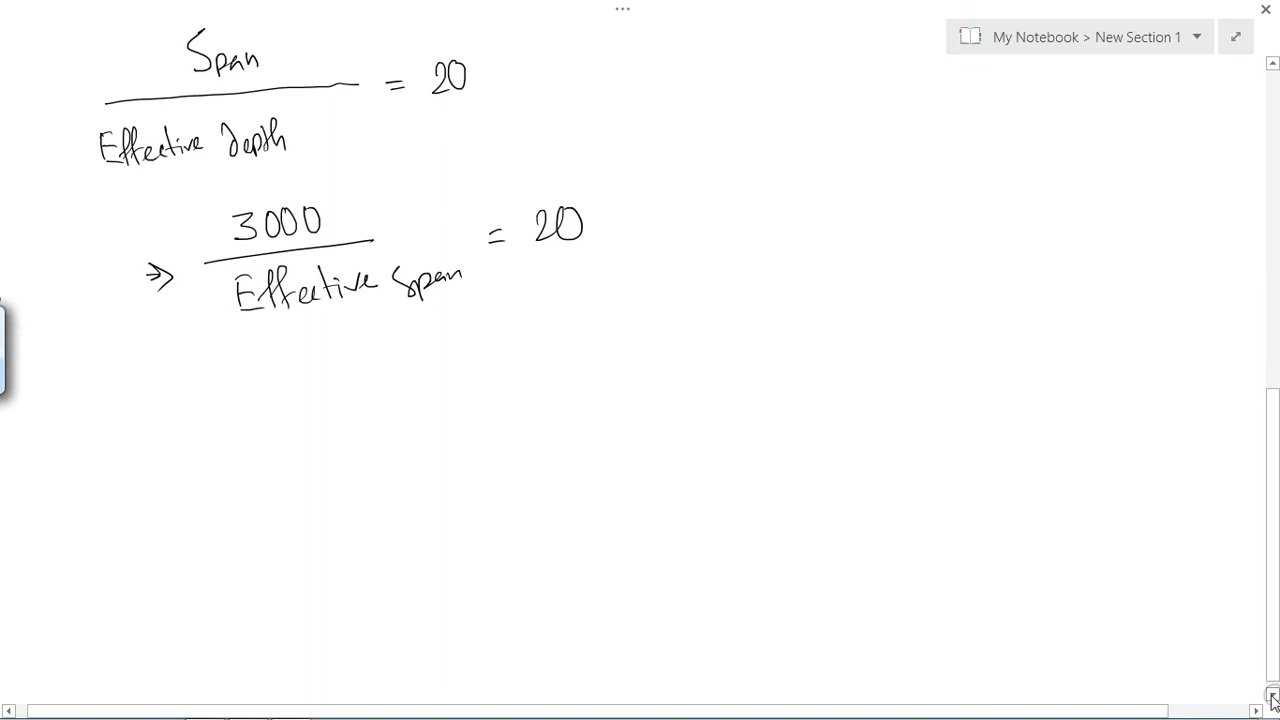 ...
My Notebook > New Section 1
Span
= 20
Effective depth
3000
= 20
⇒
Effective Span